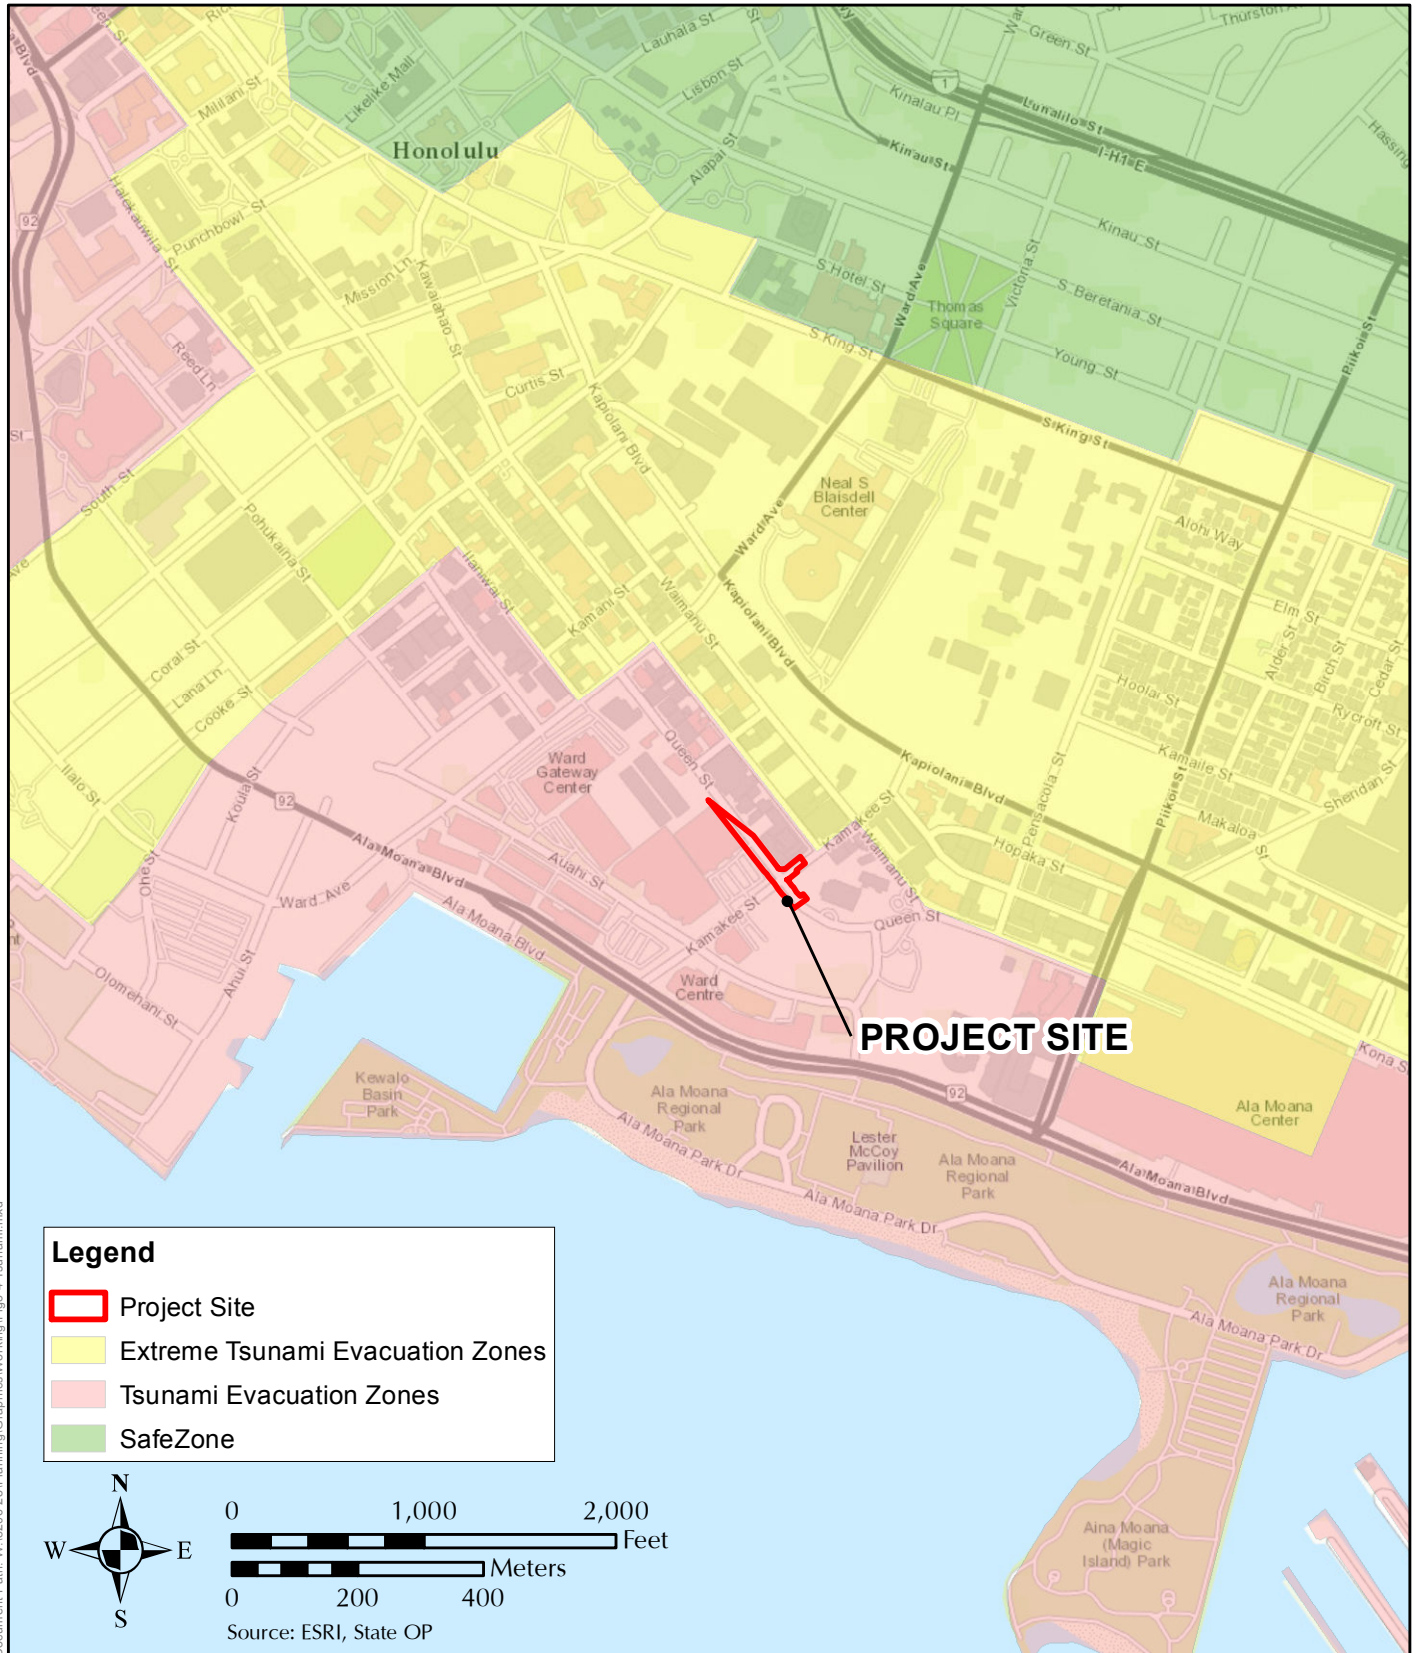 Lauhala St
Lisbon St
Green St
Thurston
Likelike Mall
Mililani St
Honolulu
Alapai St
Kinalau Pl
1
Lunalilo St
I-H1 E
Kinau St
Kinau St
Hassing
92
Halekauwila St
Punchbowl St
Mission Ln
Kawaiahao St
S Hotel St
Ward Ave
Thomas
Square
Victoria St
S Beretania St
Young St
Piikoi St
S King St
S King St
Reed Ln
Curtis St
Kapiolani Blvd
South St
Pohukaina St
Neal S
Blaisdell
Center
Ward Ave
Alohi Way
Ilaniwai St
Kamani St
Waimanu St
Kapiolani Blvd
Elm St
Alder St
Birch St
Cedar St
Coral St
Lana Ln
Cooke St
Hoolai St
Rycroft St
Ilalo St
Koula St
92
Ward
Gateway
Center
Queen St
Kapiolani Blvd
Pensacola St
Kamaile St
Piikoi St
Sheridan St
Makaloa St
Ala Moana Blvd
Auahi St
Kamakee St
Waimanu St
Hopaka St
Ohe St
Ward Ave
Ala Moana Blvd
Kamakee St
Queen St
Ahui St
Olomehani St
Ward
Centre
PROJECT SITE
Kona S
Kewalo
Basin
Park
Ala Moana
Regional
Park
92
Ala Moana
Center
Ala Moana Park Dr
Lester
McCoy
Pavilion
Ala Moana
Regional
Park
Ala Moana Blvd
Ala Moana Park Dr
Ala Moana
Regional
Park
Ala Moana Park Dr
Aina Moana
(Magic
Island) Park
Legend
Project Site
Extreme Tsunami Evacuation Zones
Tsunami Evacuation Zones
SafeZone
N
W E
S
0 1,000 2,000
Feet
Meters
0 200 400
Source: ESRI, State OP